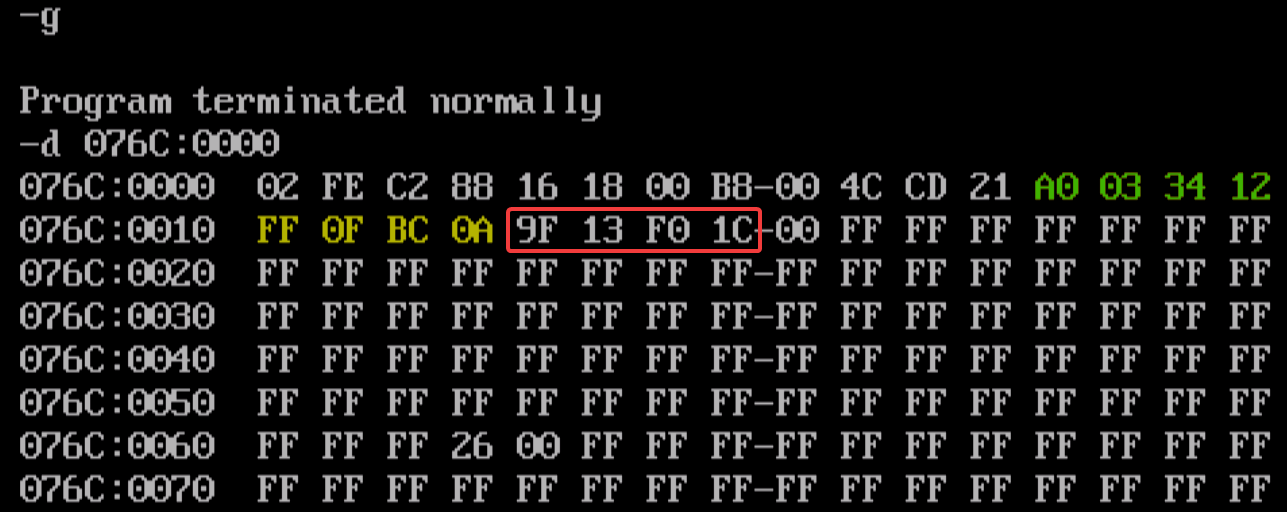 -g
Program terminated normally
-d 076C:0000
076C:0000 02 FE C2 88 16 18 00 B8-00 4C CD 21 A0 03 34 12
076C:0010 FF 0F BC 0A 9F 13 F0 1C-00 FF FF FF FF FF FF FF
076C:0020 FF FF FF FF FF FF FF FF-FF FF FF FF FF FF FF FF
076C:0030 FF FF FF FF FF FF FF FF-FF FF FF FF FF FF FF FF
076C:0040 FF FF FF FF FF FF FF FF-FF FF FF FF FF FF FF FF
076C:0050 FF FF FF FF FF FF FF FF-FF FF FF FF FF FF FF FF
076C:0060 FF FF FF 26 00 FF FF FF-FF FF FF FF FF FF FF FF
076C:0070 FF FF FF FF FF FF FF FF-FF FF FF FF FF FF FF FF